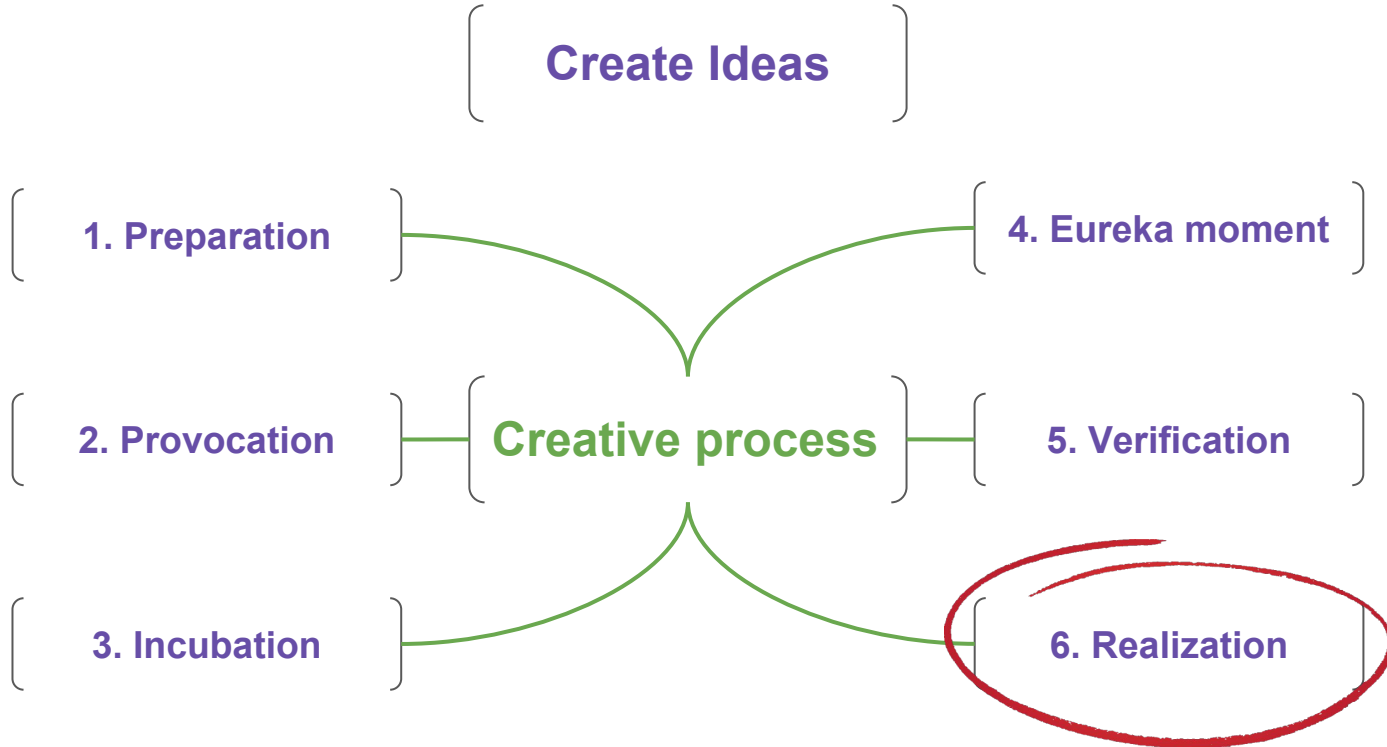 Create Ideas
1. Preparation
2. Provocation
3. Incubation
Creative process
4. Eureka moment
5. Verification
6. Realization